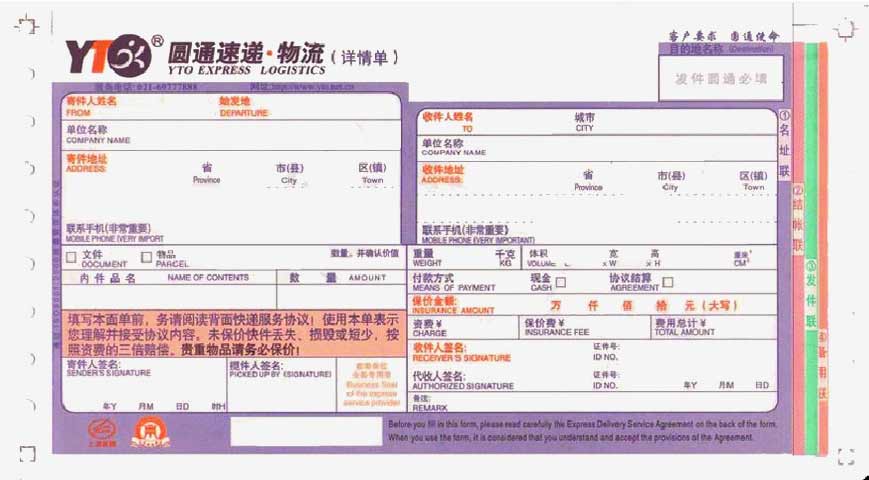 YTO® 圆通速递·物流(详情单)
YTO EXPRESS LOGISTICS
服务电话: 021-69777888 网址:http://www.yto.net.cn
客户要求 圆通使命
目的地名称 (Destination)
发件圆通必填
寄件人姓名 始发地
FROM DEPARTURE
单位名称
COMPANY NAME
寄件地址 省 市(县) 区(镇)
ADDRESS: Province City Town
联系手机(非常重要)
MOBILE PHONE (VERY IMPORT
收件人姓名 城市
TO CITY
单位名称
COMPANY NAME
收件地址 省 市(县) 区(镇)
ADDRESS: Province City Town
联系手机(非常重要)
MOBILE PHONE (VERY IMPORTANT)
文件 物品 数量,并确认价值
DOCUMENT PARCEL
内件品名 NAME OF CONTENTS 数量 AMOUNT
填写本面单前,务请阅读背面快递服务协议!使用本单表示
您理解并接受协议内容。未保价快件丢失、损毁或短少,按
照资费的三倍赔偿。贵重物品请务必保价!
寄件人签名:
SENDER'S SIGNATURE
年Y 月M 日D 时H
揽件人签名:
PICKED UP BY (SIGNATURE)
Business Seal
of the express
service provider
重量 千克 体积 宽 高 厘米³
WEIGHT KG VOLUME x W x H CM³
付款方式 现金 协议结算
MEANS OF PAYMENT CASH AGREEMENT
保价金额: 万 仟 佰 拾 元 (大写)
INSURANCE AMOUNT
资费¥ 保价费¥ 费用总计¥
CHARGE INSURANCE FEE TOTAL AMOUNT
收件人签名: 证件号:
RECEIVER'S SIGNATURE ID NO.
代收人签名: 证件号:
AUTHORIZED SIGNATURE ID NO. 年Y 月M 日D
备注:
REMARK
Before you fill in this form, please read carefully the Express Delivery Service Agreement on the back of the form.
When you use the form, it is considered that you understand and accept the provisions of the Agreement.
①名址联
②结帐联
③发件联
④备用联